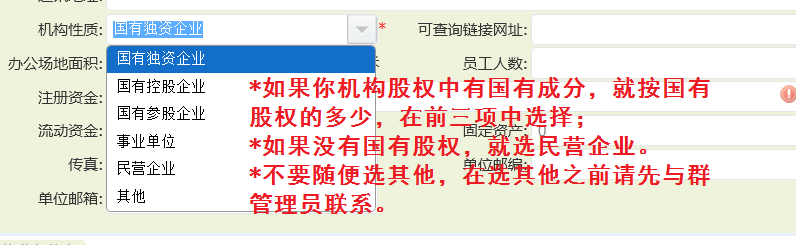 机构性质: 国有独资企业 * 可查询链接网址:
国有独资企业
办公场地面积: 员工人数:
国有控股企业
*如果你机构股权中有国有成分，就按国有
注册资金: 国有参股企业
股权的多少，在前三项中选择；
流动资金: 事业单位 固定资产: 0
*如果没有国有股权，就选民营企业。
传真: 民营企业 单位邮编:
*不要随便选其他，在选其他之前请先与群
单位邮箱: 其他
管理员联系。